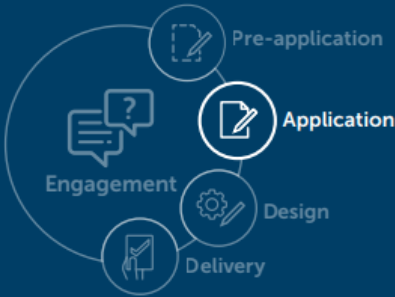 Pre-application
?
Application
Engagement
Design
Delivery